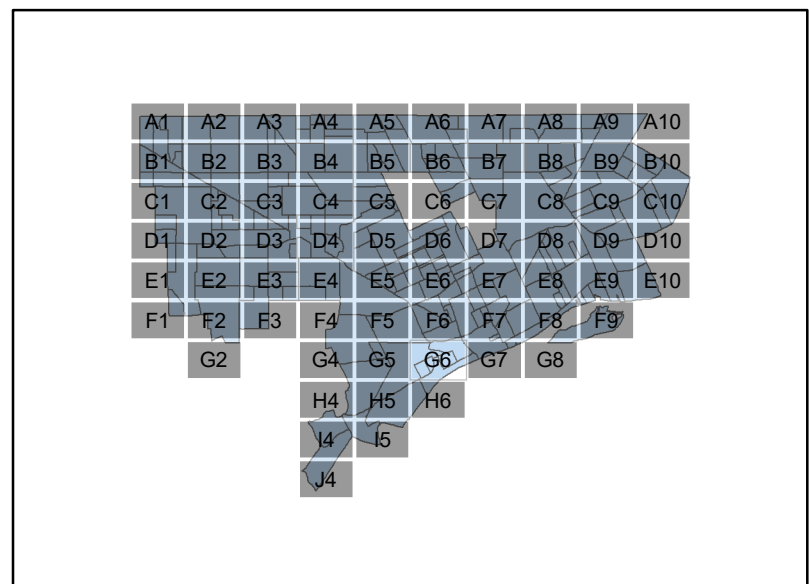 A1 A2 A3 A4 A5 A6 A7 A8 A9 A10
B1 B2 B3 B4 B5 B6 B7 B8 B9 B10
C1 C2 C3 C4 C5 C6 C7 C8 C9 C10
D1 D2 D3 D4 D5 D6 D7 D8 D9 D10
E1 E2 E3 E4 E5 E6 E7 E8 E9 E10
F1 F2 F3 F4 F5 F6 F7 F8 F9
G2 G4 G5 G6 G7 G8
H4 H5 H6
I4 I5
J4